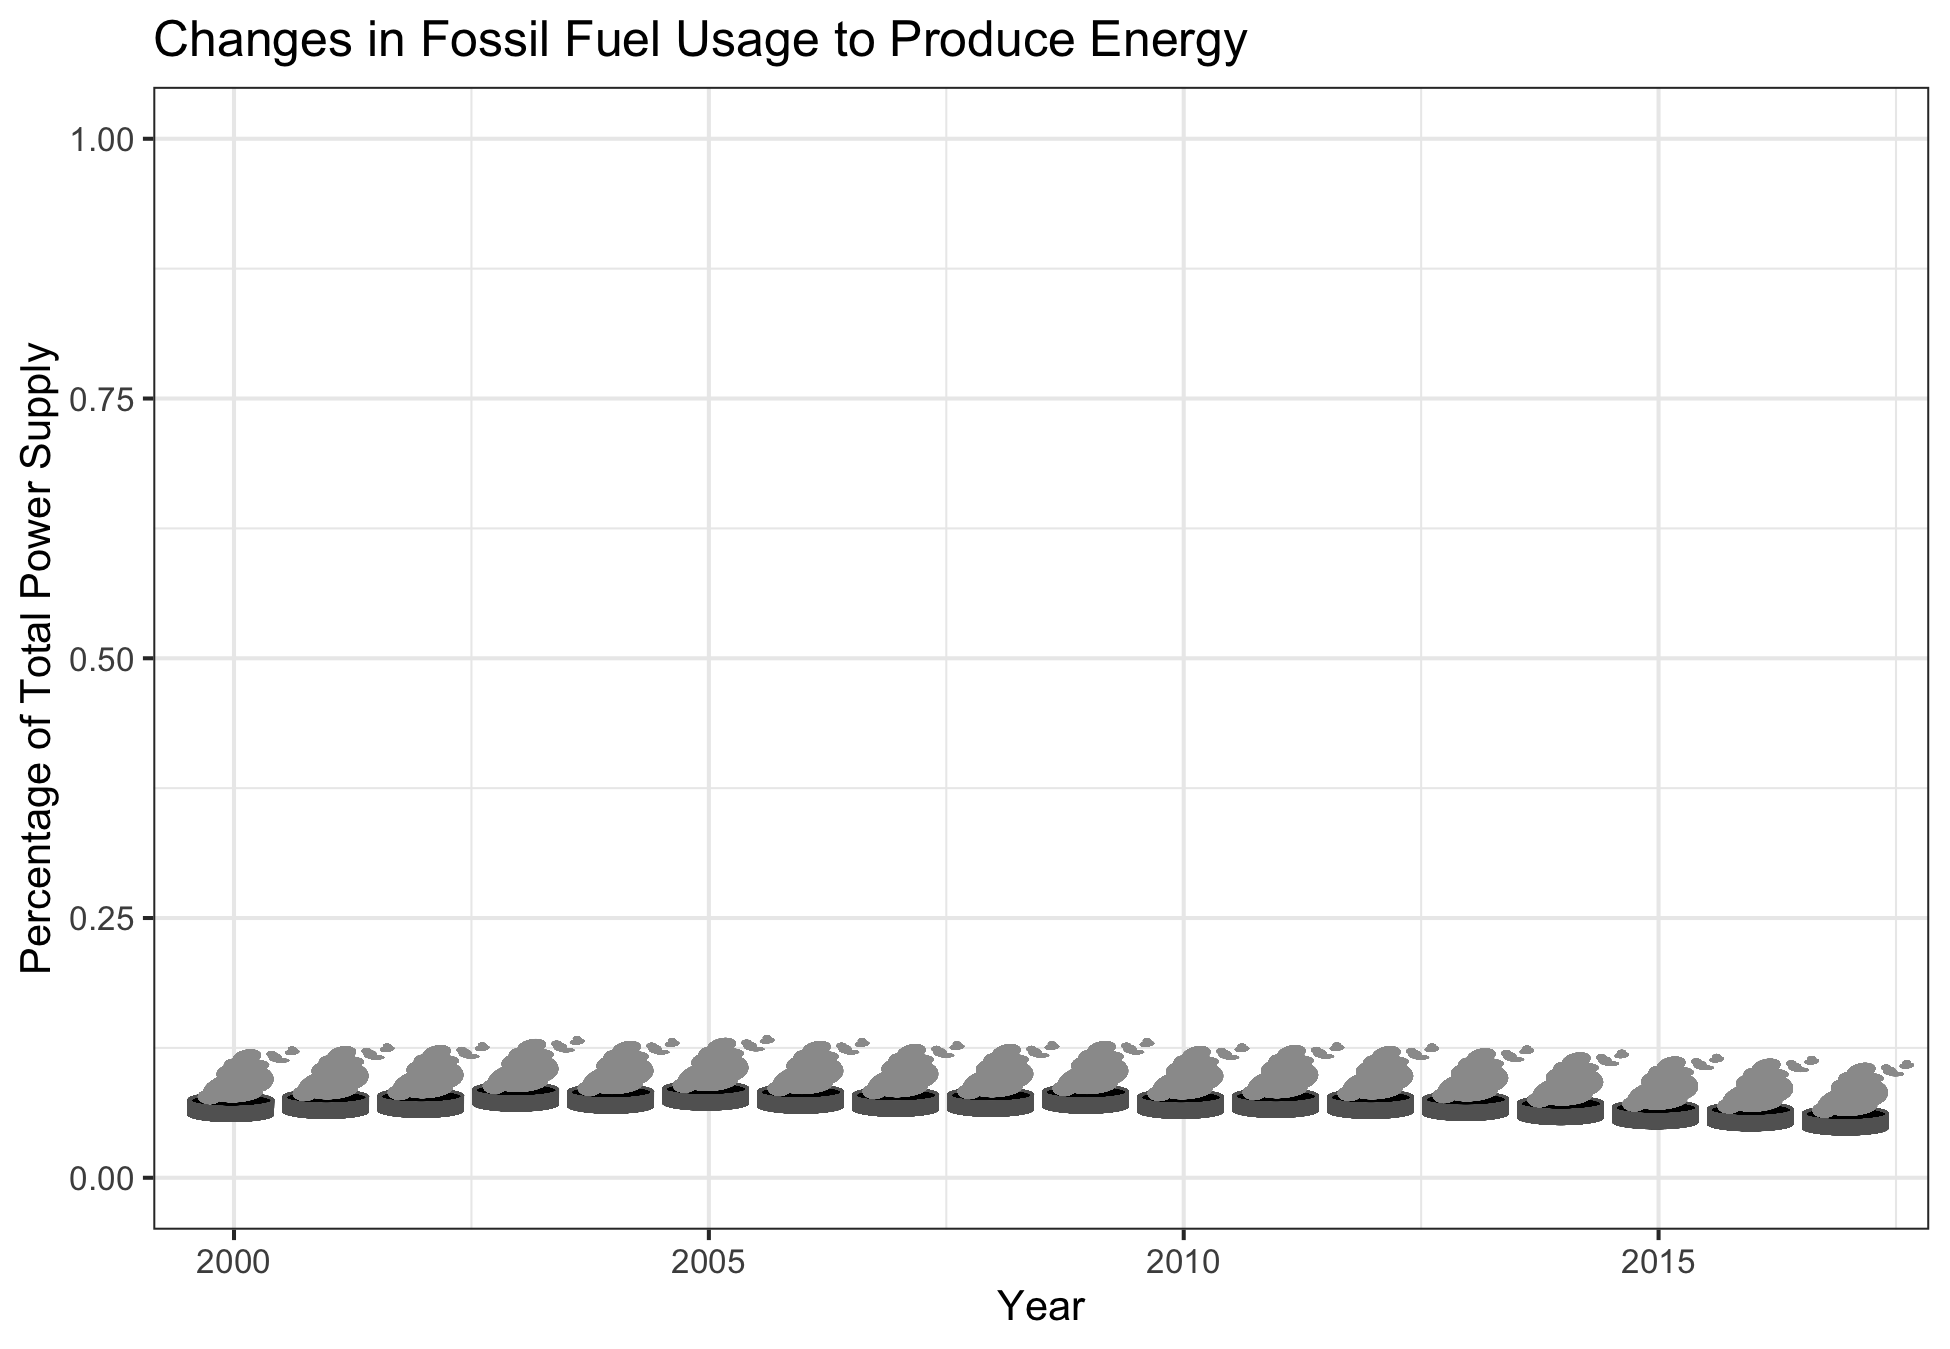 Changes in Fossil Fuel Usage to Produce Energy
Percentage of Total Power Supply
1.00
0.75
0.50
0.25
0.00
2000 2005 2010 2015
Year